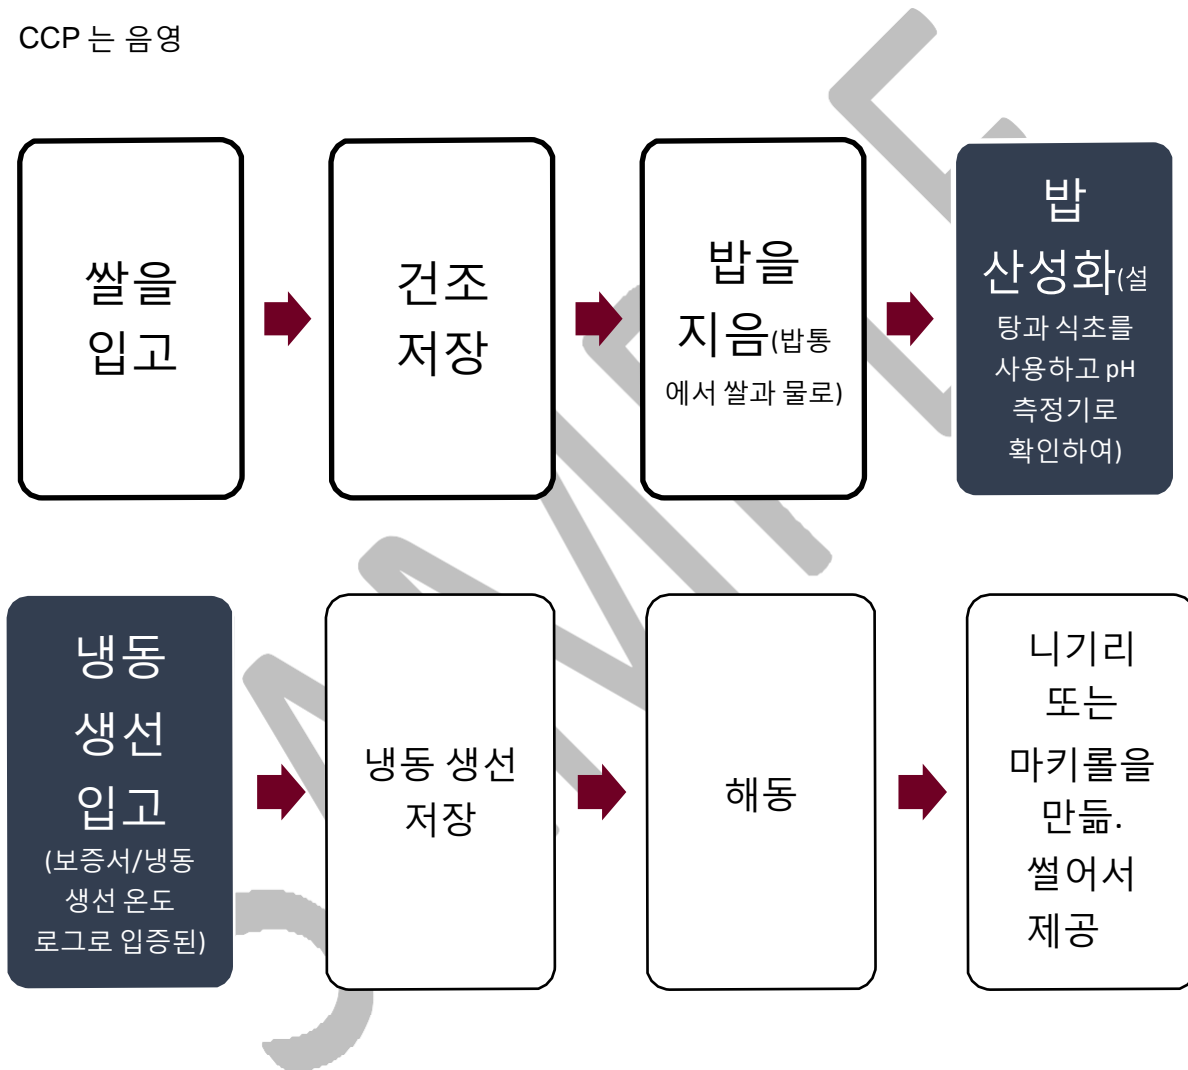 CCP 는 음영
쌀을
입고
건조
저장
밥을
지음(밥통
에서 쌀과 물로)
밥
산성화(설
탕과 식초를
사용하고 pH
측정기로
확인하여)
냉동
생선
입고
(보증서/냉동
생선 온도
로그로 입증된)
냉동 생선
저장
해동
니기리
또는
마키롤을
만듦.
썰어서
제공
SAMPLE